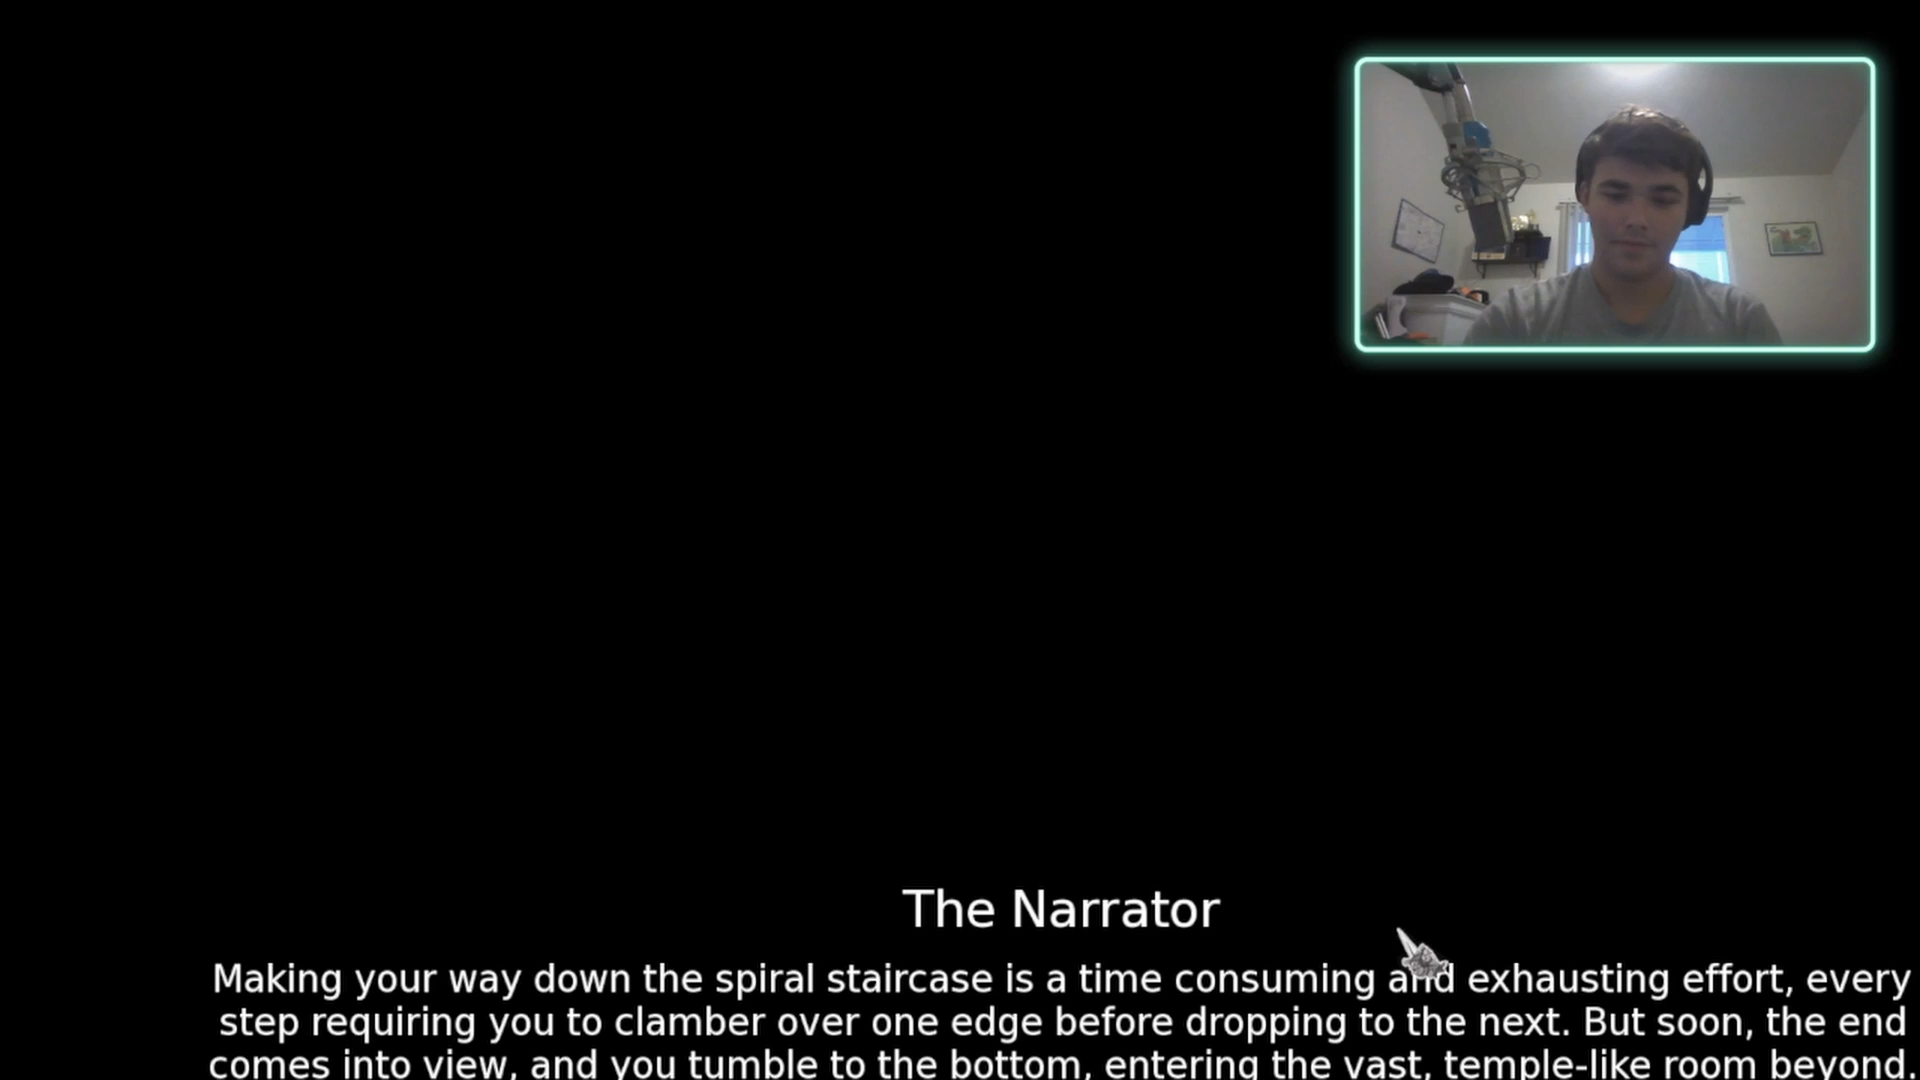 The Narrator
Making your way down the spiral staircase is a time consuming and exhausting effort, every
step requiring you to clamber over one edge before dropping to the next. But soon, the end
comes into view, and you tumble to the bottom, entering the vast, temple-like room beyond.